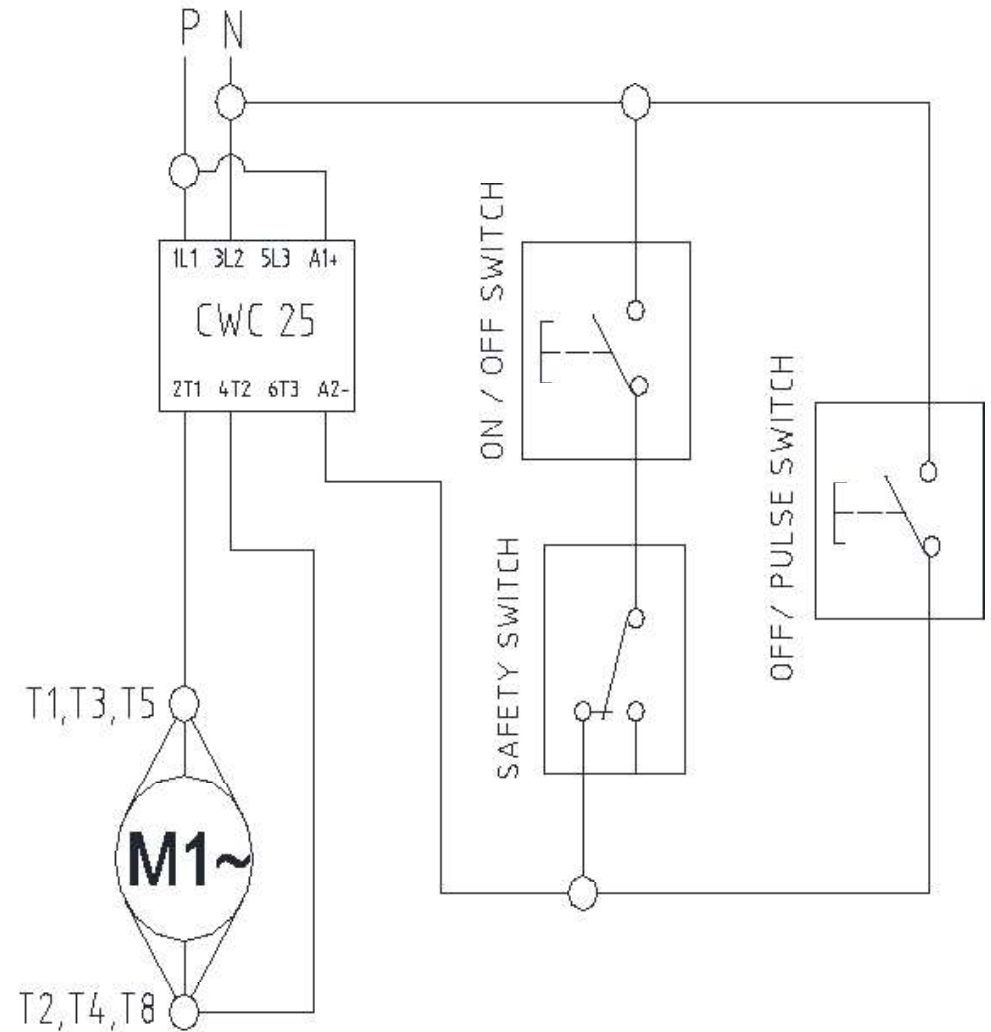 P N
1L1 3L2 5L3 A1+
CWC 25
2T1 4T2 6T3 A2-
ON / OFF SWITCH
SAFETY SWITCH
OFF/ PULSE SWITCH
T1,T3,T5
M1~
T2,T4,T8